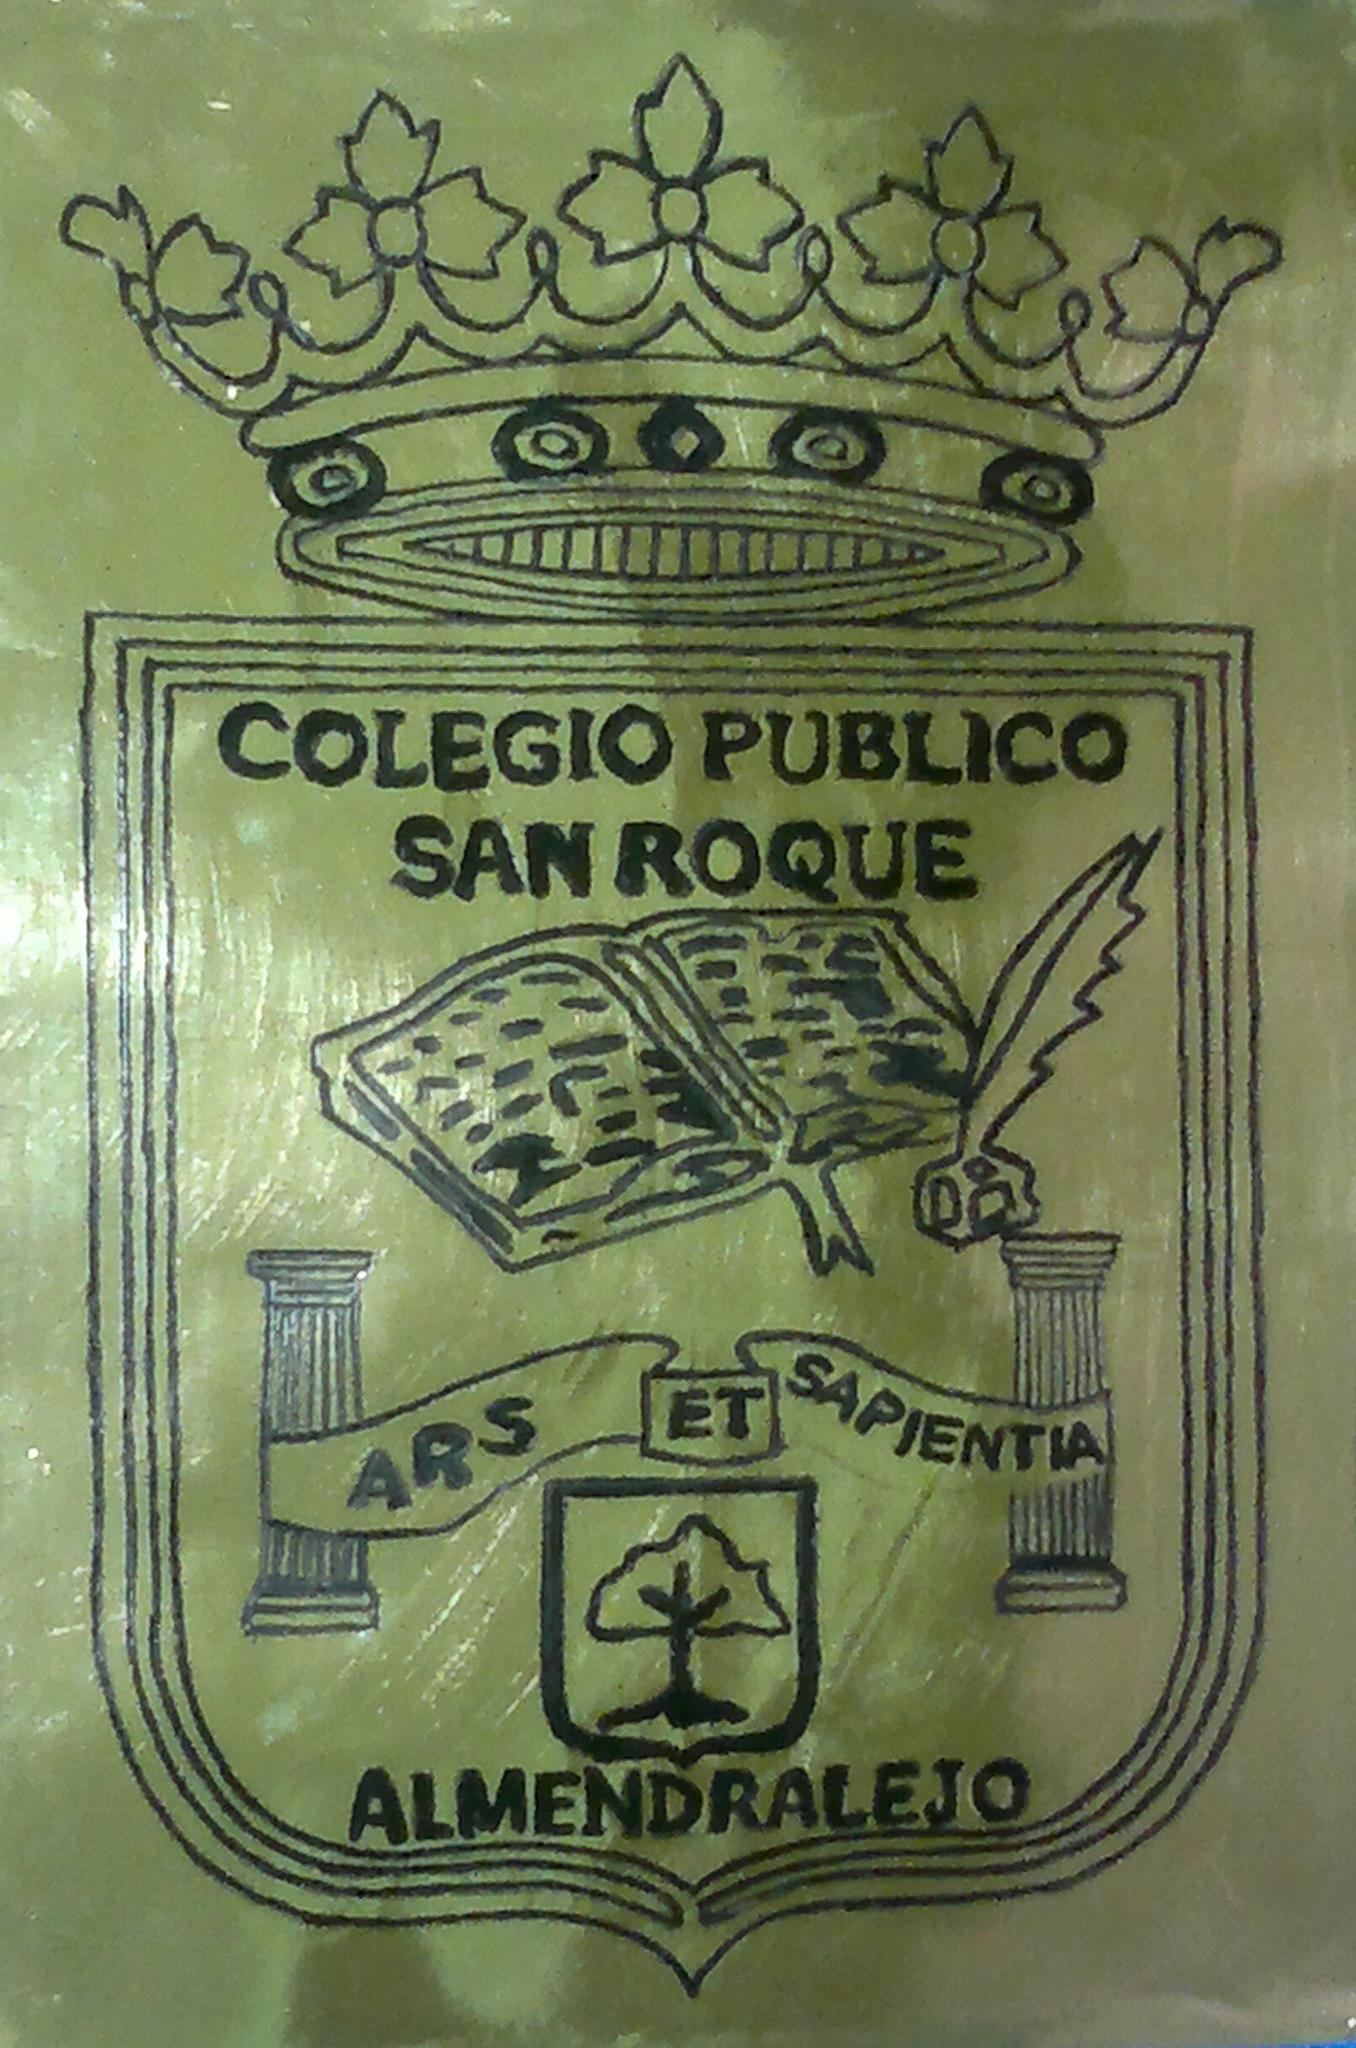 COLEGIO PUBLICO
SAN ROQUE
ARS ET SAPIENTIA
ALMENDRALEJO